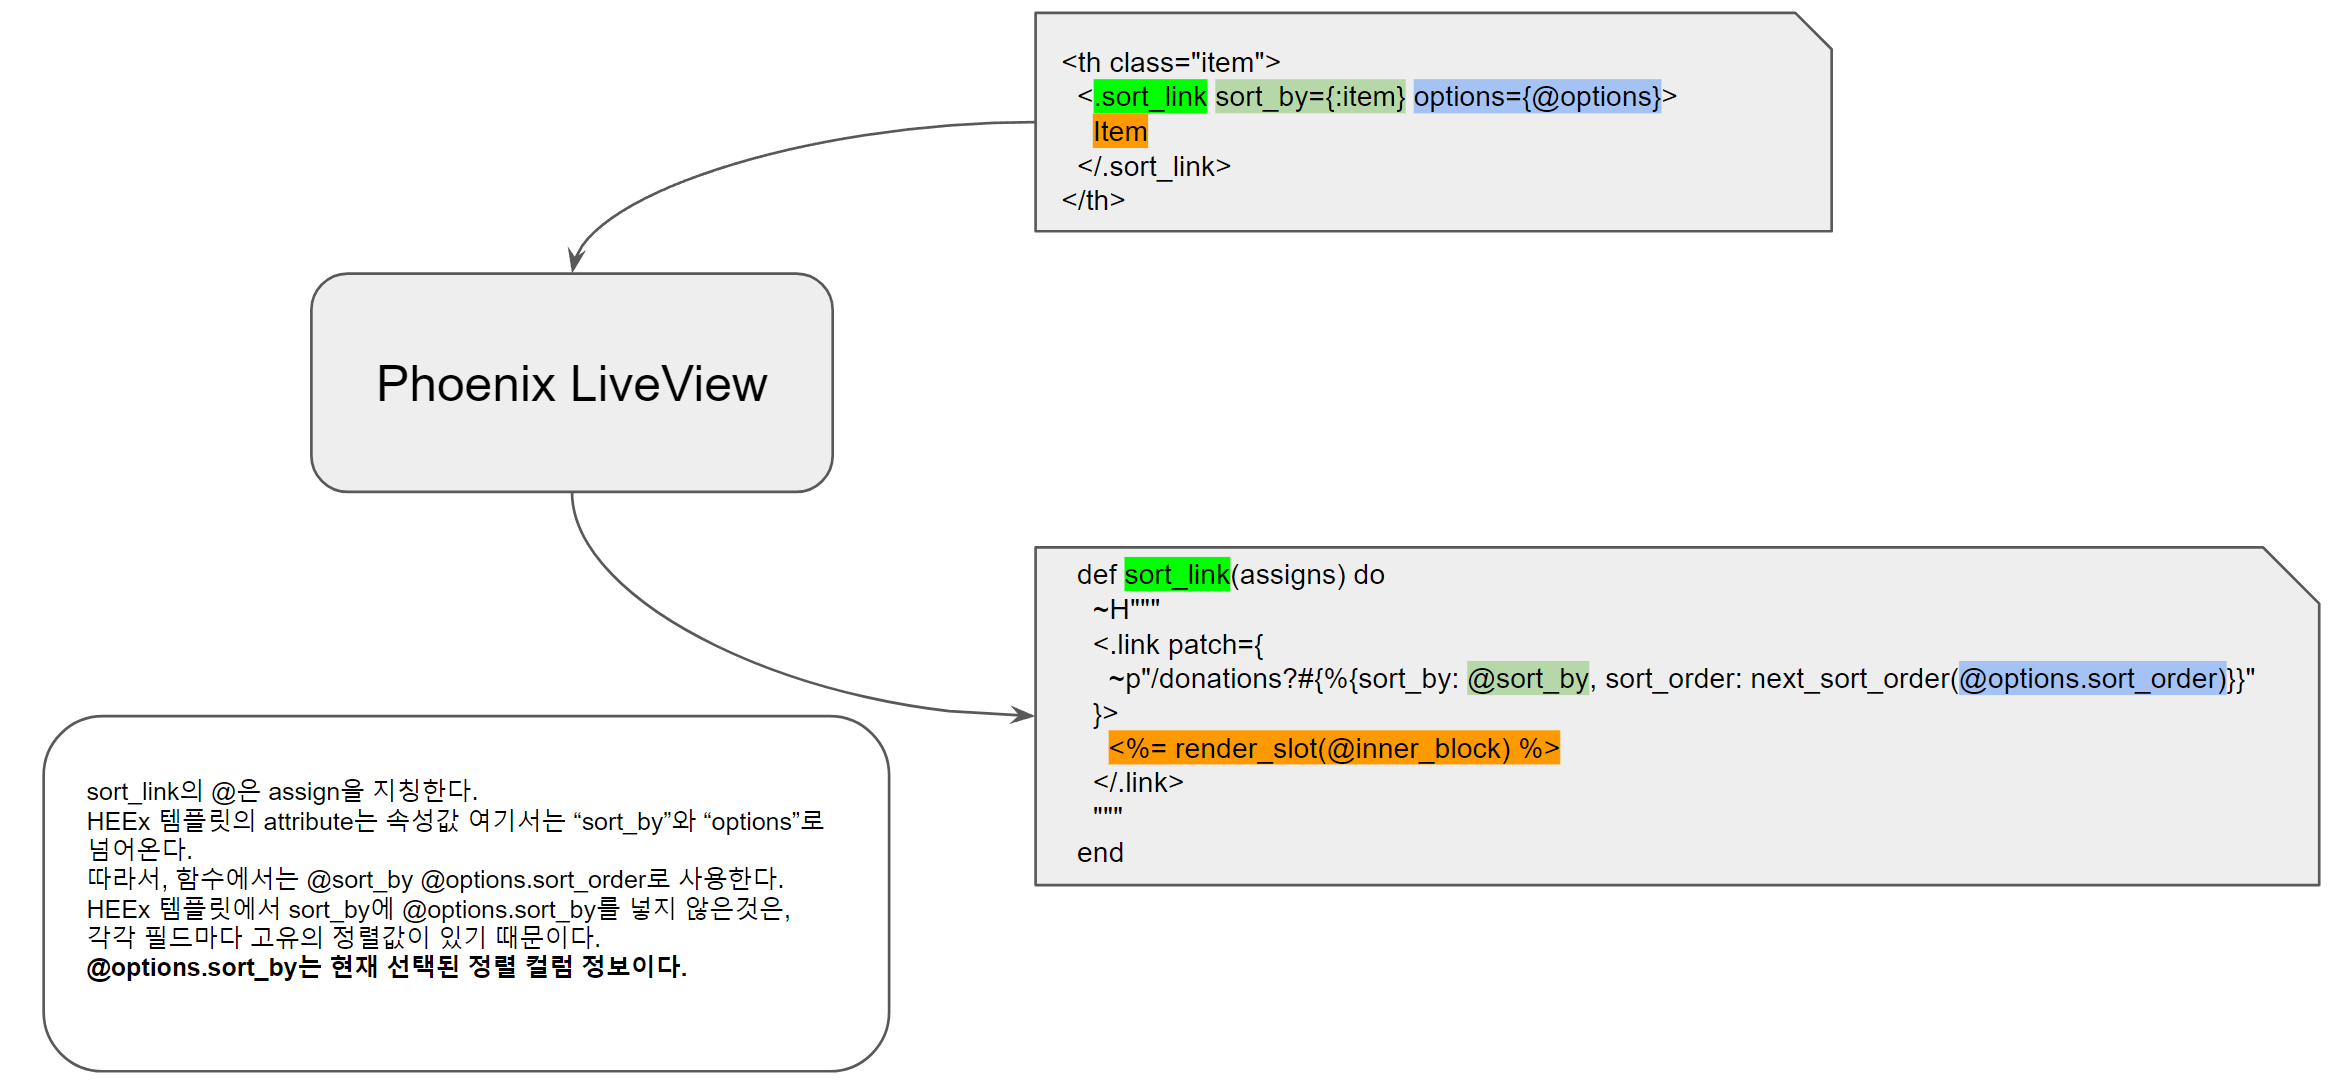 <th class="item">
<.sort_link sort_by={:item} options={@options}>
Item
</.sort_link>
</th>
Phoenix LiveView
def sort_link(assigns) do
~H"""
<.link patch={
~p"/donations?#{%{sort_by: @sort_by, sort_order: next_sort_order(@options.sort_order)}}"
}>
<%= render_slot(@inner_block) %>
</.link>
"""
end
sort_link의 @은 assign을 지칭한다.
HEEx 템플릿의 attribute는 속성값 여기서는 “sort_by”와 “options”로
넘어온다.
따라서, 함수에서는 @sort_by @options.sort_order로 사용한다.
HEEx 템플릿에서 sort_by에 @options.sort_by를 넣지 않은것은,
각각 필드마다 고유의 정렬값이 있기 때문이다.
@options.sort_by는 현재 선택된 정렬 컬럼 정보이다.